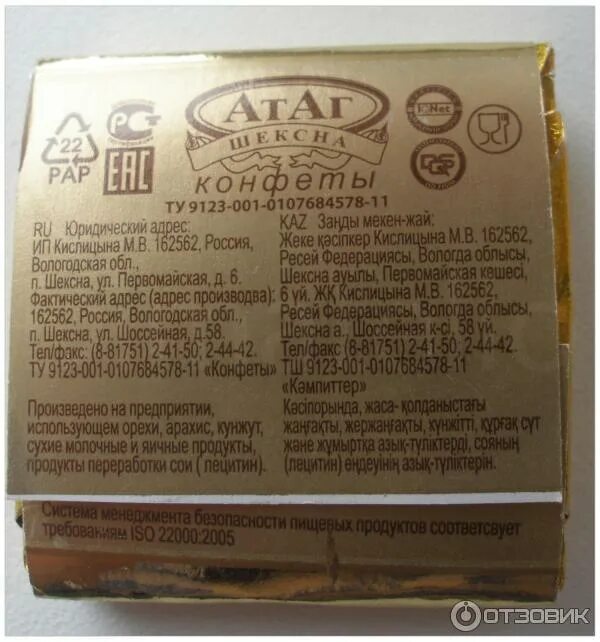 АтАг
ШЕКСНА
конфеты
ТУ 9123-001-0107684578-11
22
PAP
РСТ
EAC
IQNet
DQS
RU Юридический адрес:
ИП Кислицына М.В. 162562, Россия,
Вологодская обл.,
п. Шексна, ул. Первомайская, д. 6.
Фактический адрес (адрес производва):
162562, Россия, Вологодская обл.,
п. Шексна, ул. Шоссейная, д.58.
Тел/факс: (8-81751) 2-41-50; 2-44-42.
ТУ 9123-001-0107684578-11 «Конфеты»
Произведено на предприятии,
использующем орехи, арахис, кунжут,
сухие молочные и яичные продукты,
продукты переработки сои ( лецитин).
KAZ Заңды мекен-жай:
Жеке қәсіпкер Кислицына М.В. 162562,
Ресей Федерациясы, Вологда облысы,
Шексна ауылы, Первомайская көшесі,
6 үй. ЖҚ Кислицына М.В. 162562,
Ресей Федерациясы, Вологда облысы,
Шексна а., Шоссейная к-сі, 58 үй.
Тел/факс: (8-81751) 2-41-50; 2-44-42.
ТШ 9123-001-0107684578-11
«Кәмпиттер»
Кәсіпорында, жаса- қолданыстағы
жаңғақты, жержаңғақты, күнжітті, құрғақ сүт
және жұмыртқа азық-түліктерді, сояның
(лецитин) өңдеуінің азық-түліктерін.
Система менеджмента безопасности пищевых продуктов соответсвует
требованиям ISO 22000:2005
ОТЗОВИК